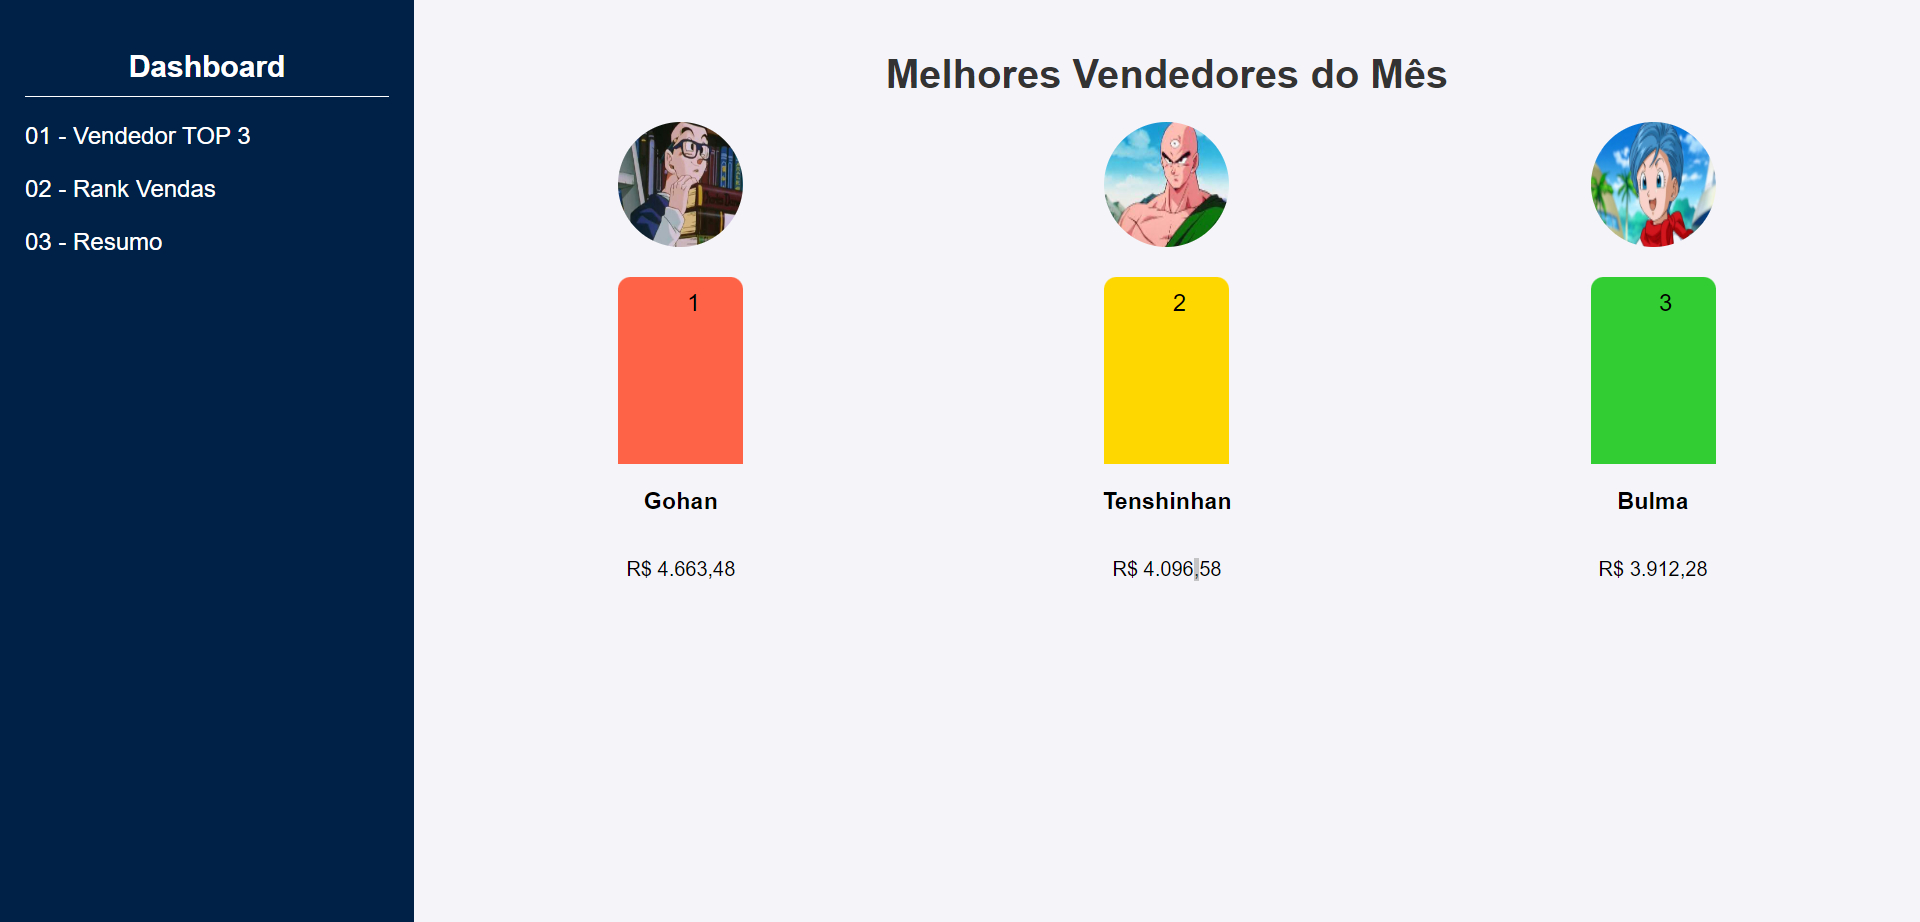 Dashboard
01 - Vendedor TOP 3
02 - Rank Vendas
03 - Resumo
Melhores Vendedores do Mês
1
2
3
Gohan
Tenshinhan
Bulma
R$ 4.663,48
R$ 4.096,58
R$ 3.912,28